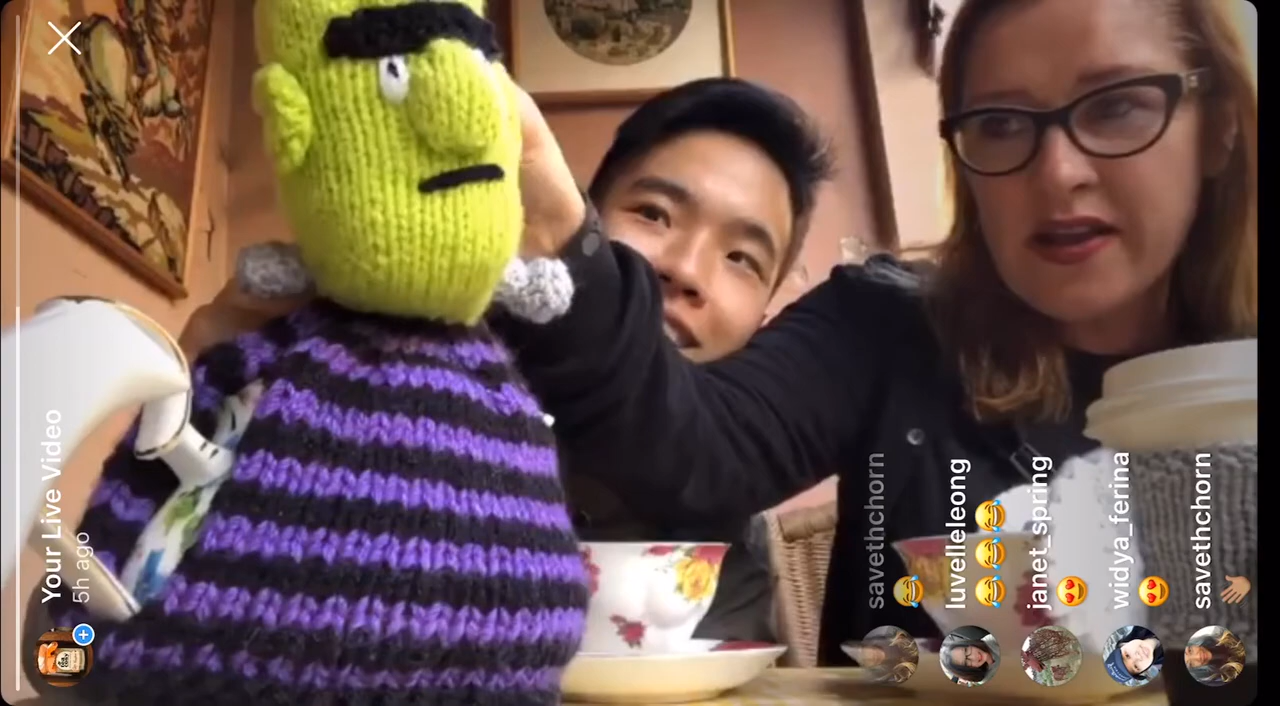 Your Live Video
5h ago
savethchorn
😂
luvelleleong
😂😂😂
janet_spring
😍
widya_ferina
😍
savethchorn
👋🏽